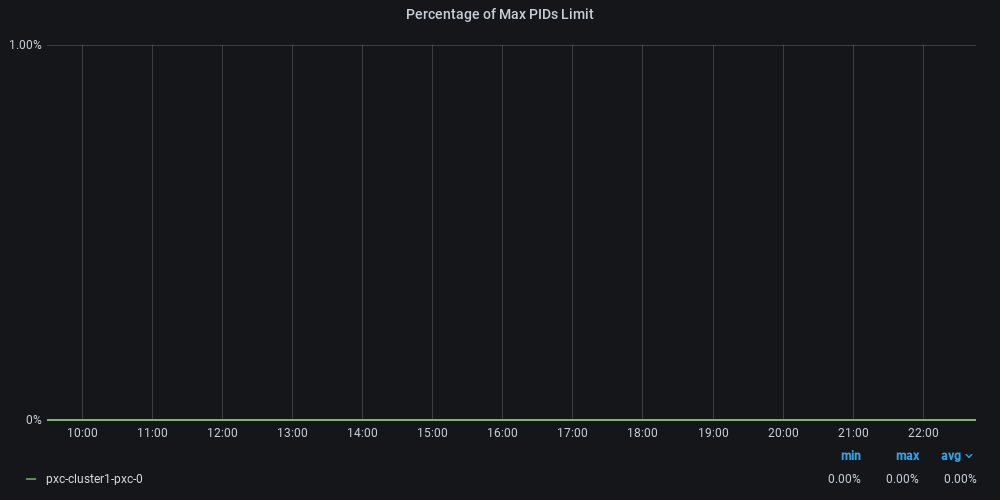 Percentage of Max PIDs Limit
1.00%
0%
10:00 11:00 12:00 13:00 14:00 15:00 16:00 17:00 18:00 19:00 20:00 21:00 22:00
min max avg
pxc-cluster1-pxc-0 0.00% 0.00% 0.00%